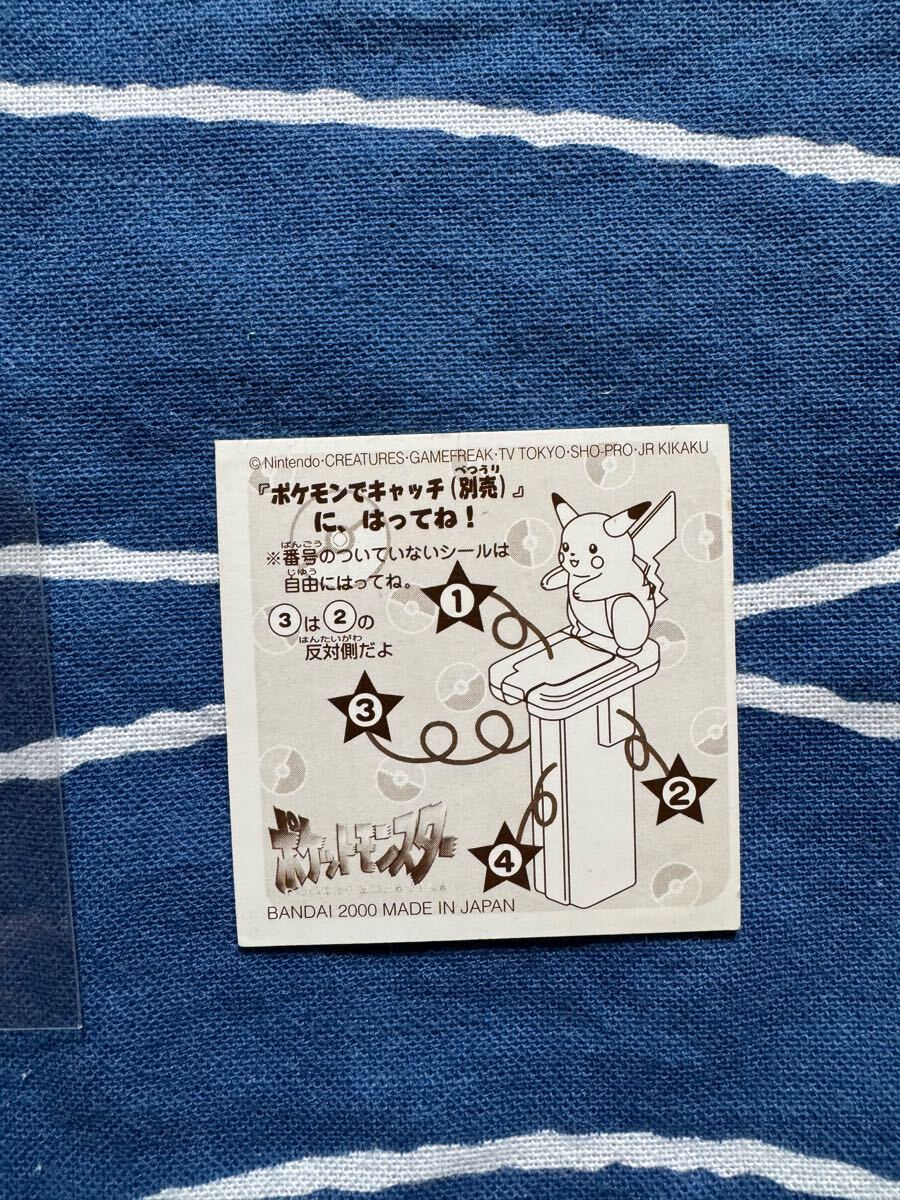 © Nintendo・CREATURES・GAMEFREAK・TV TOKYO・SHO-PRO・JR KIKAKU
べつうり
『ポケモンでキャッチ(別売)』
に、はってね！
ばんごう
※番号のついていないシールは
じゆう
自由にはってね。
③は②の
はんたいがわ
反対側だよ
1
3
2
4
ポケットモンスター
BANDAI 2000 MADE IN JAPAN